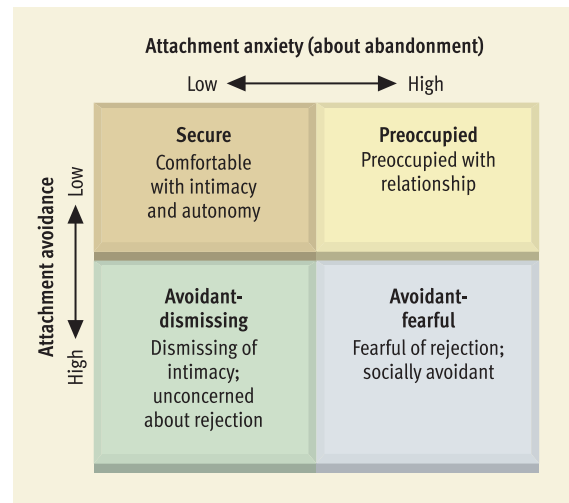 Attachment anxiety (about abandonment)
Low
High
Attachment avoidance
Low
High
Secure
Comfortable
with intimacy
and autonomy
Preoccupied
Preoccupied with
relationship
Avoidant-
dismissing
Dismissing of
intimacy;
unconcerned
about rejection
Avoidant-
fearful
Fearful of rejection;
socially avoidant